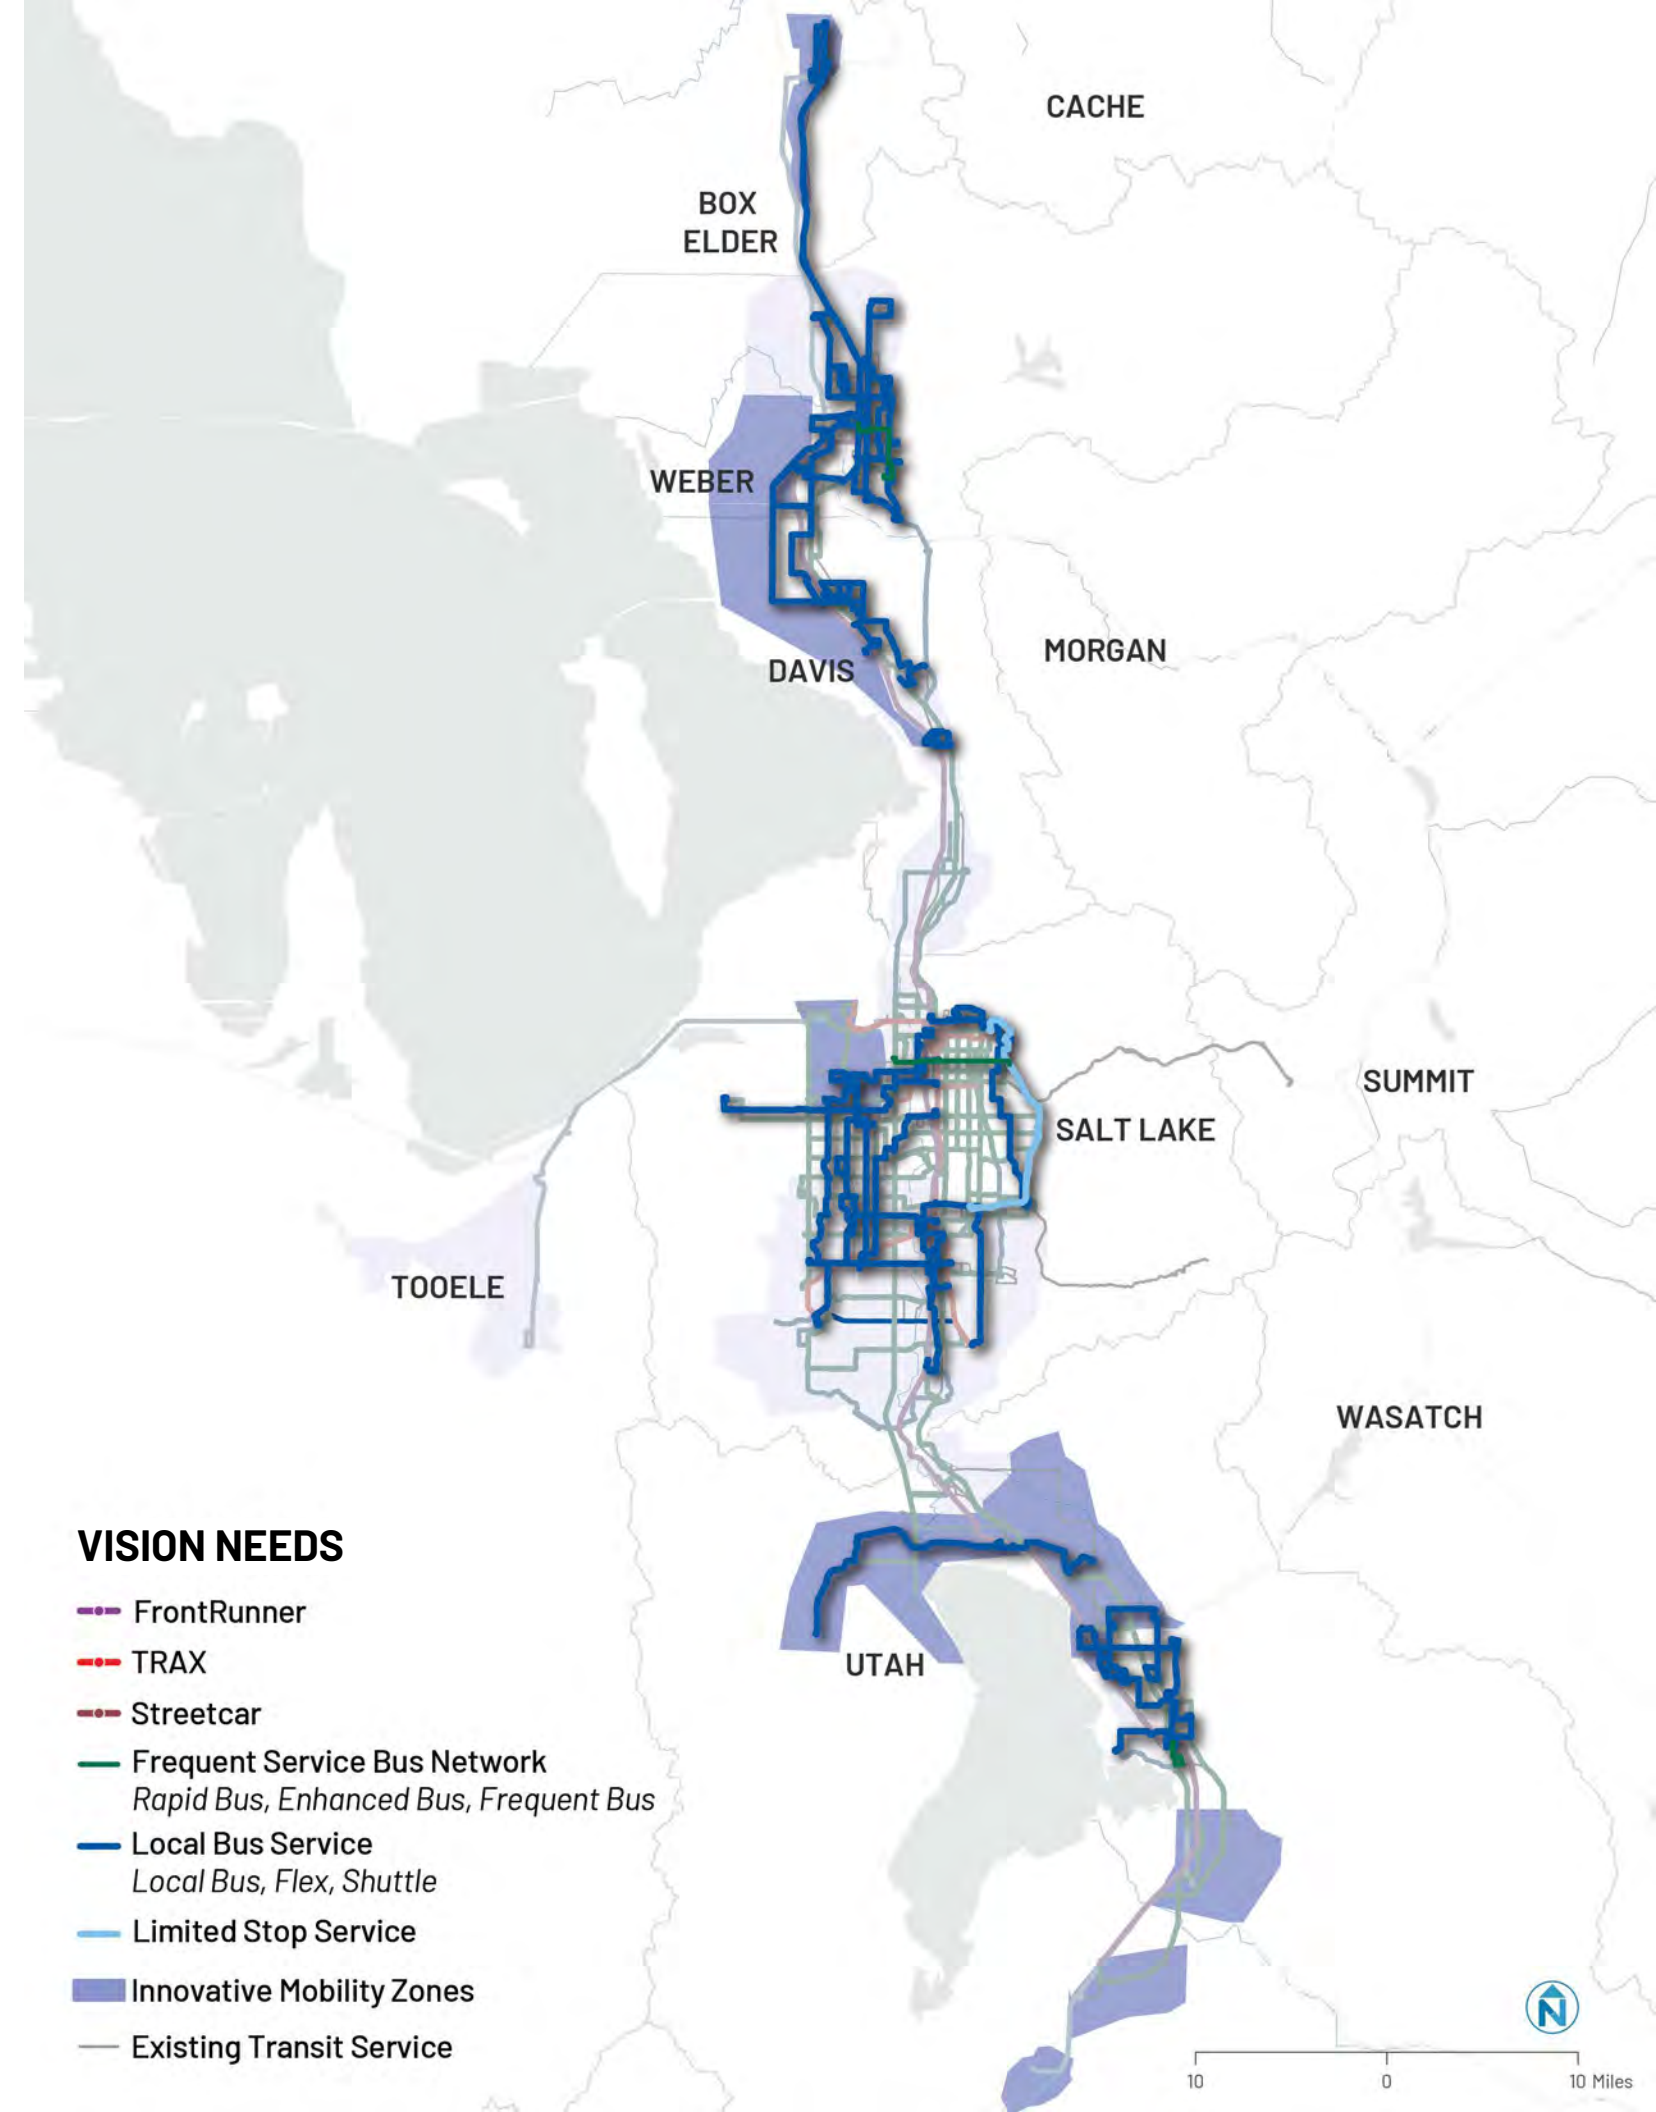 CACHE
BOX
ELDER
WEBER
MORGAN
DAVIS
SUMMIT
SALT LAKE
TOOELE
WASATCH
UTAH
VISION NEEDS
FrontRunner
TRAX
Streetcar
Frequent Service Bus Network
Rapid Bus, Enhanced Bus, Frequent Bus
Local Bus Service
Local Bus, Flex, Shuttle
Limited Stop Service
Innovative Mobility Zones
Existing Transit Service
N
10 0 10 Miles